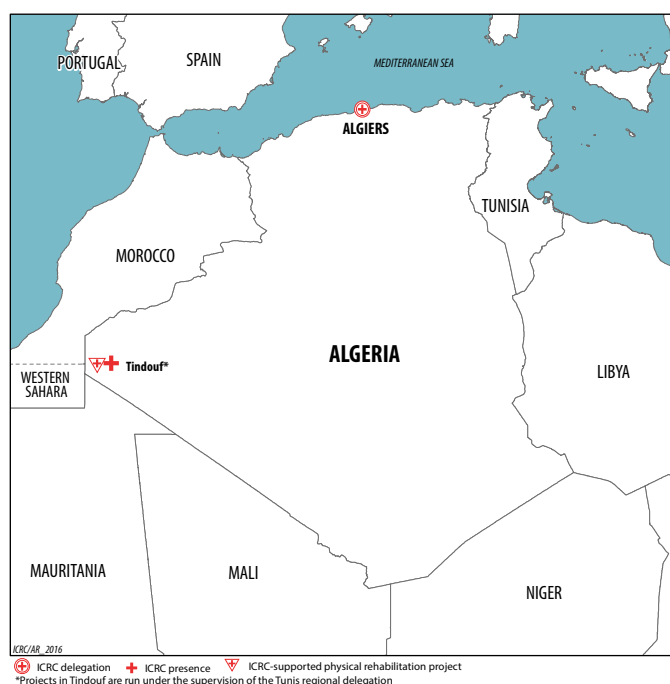 PORTUGAL
SPAIN
MEDITERRANEAN SEA
ALGIERS
TUNISIA
MOROCCO
ALGERIA
Tindouf*
LIBYA
WESTERN
SAHARA
MAURITANIA
MALI
NIGER
ICRC/AR_2016
ICRC delegation ICRC presence ICRC-supported physical rehabilitation project
*Projects in Tindouf are run under the supervision of the Tunis regional delegation